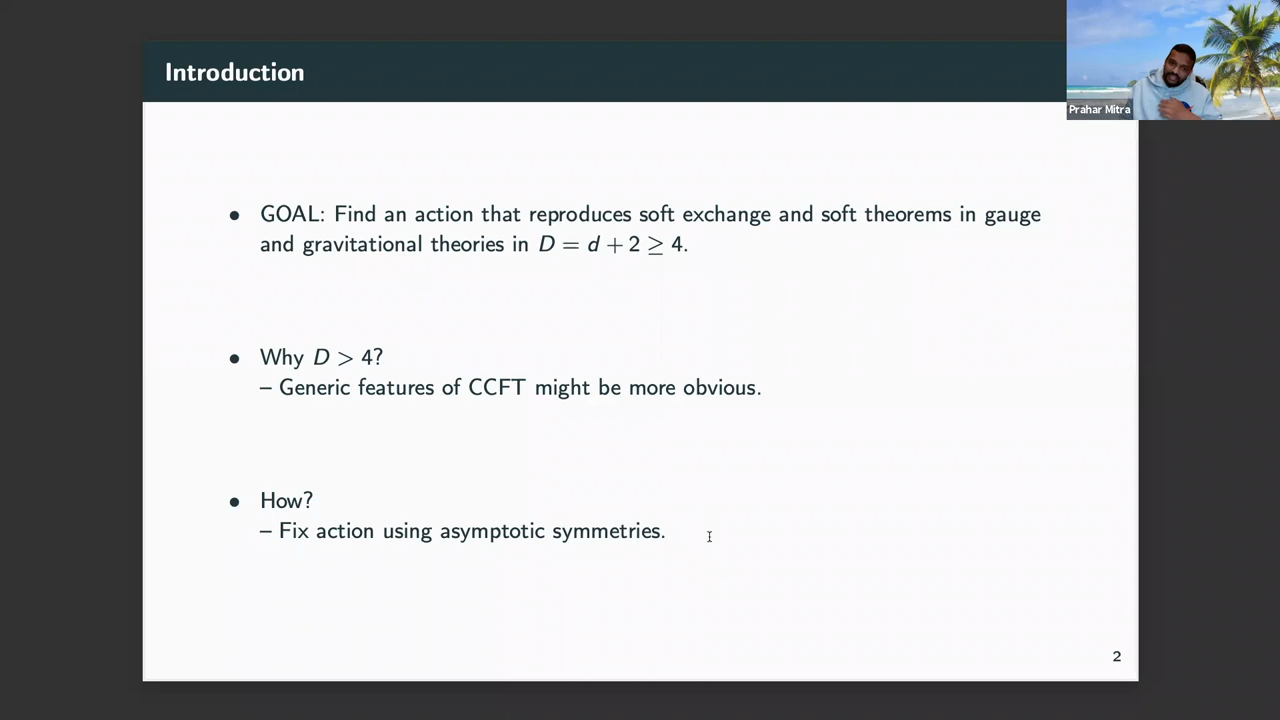 Introduction
Prahar Mitra
• GOAL: Find an action that reproduces soft exchange and soft theorems in gauge
and gravitational theories in D = d + 2 ≥ 4.
• Why D > 4?
– Generic features of CCFT might be more obvious.
• How?
– Fix action using asymptotic symmetries.
2